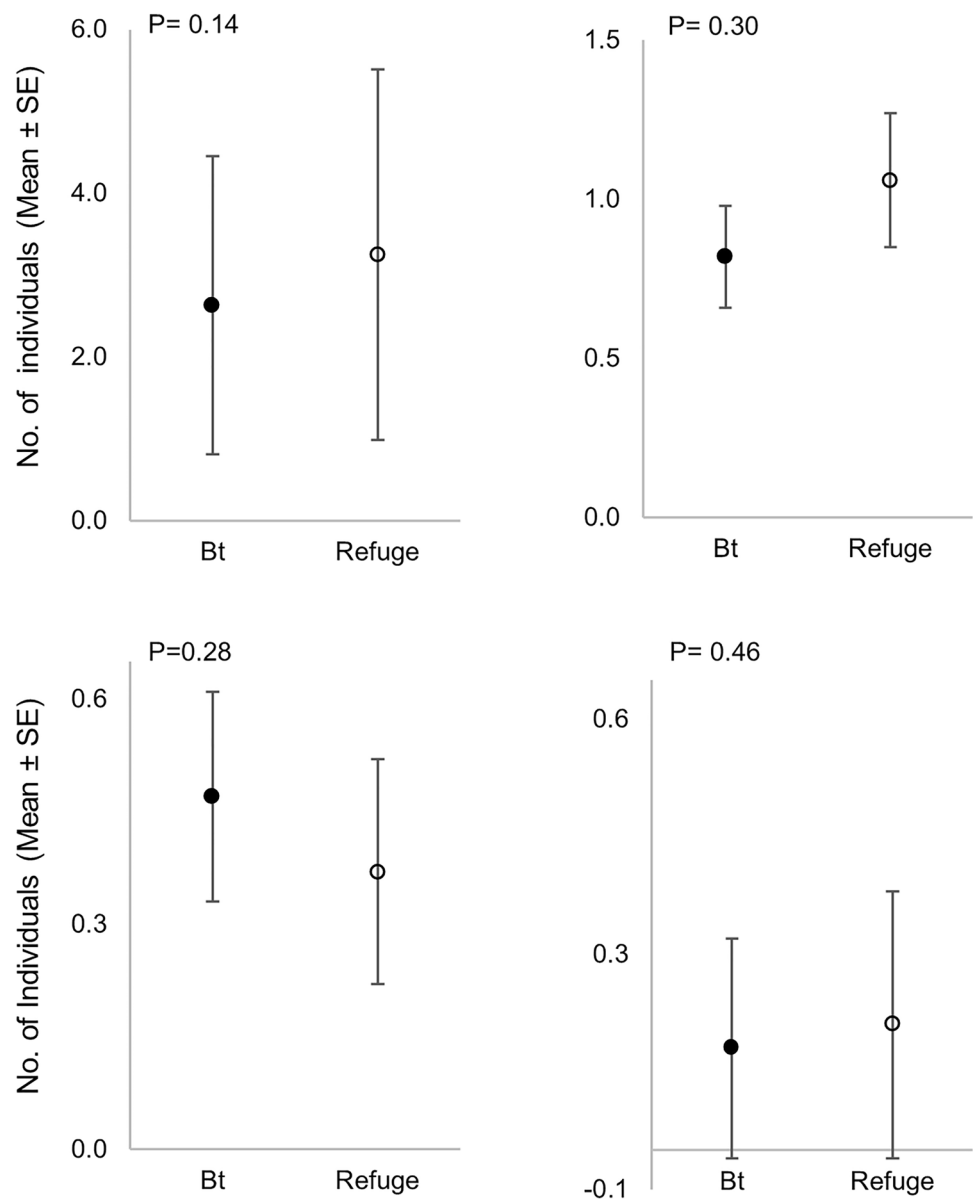 P= 0.14
6.0
4.0
2.0
0.0
No. of individuals (Mean ± SE)
Bt Refuge
P= 0.30
1.5
1.0
0.5
0.0
Bt Refuge
P=0.28
0.6
0.3
0.0
No. of Individuals (Mean ± SE)
Bt Refuge
P= 0.46
0.6
0.3
-0.1
Bt Refuge